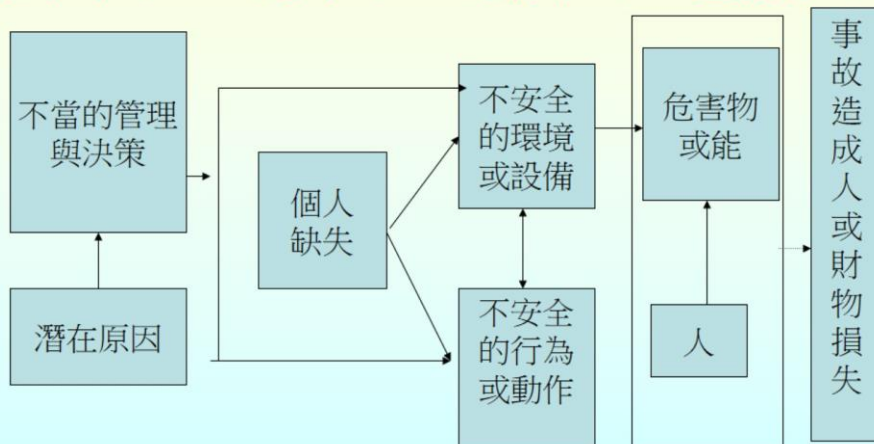 不當的管理
與決策
潛在原因
個人
缺失
不安全
的環境
或設備
不安全
的行為
或動作
危害物
或能
人
事
故
造
成
人
或
財
物
損
失